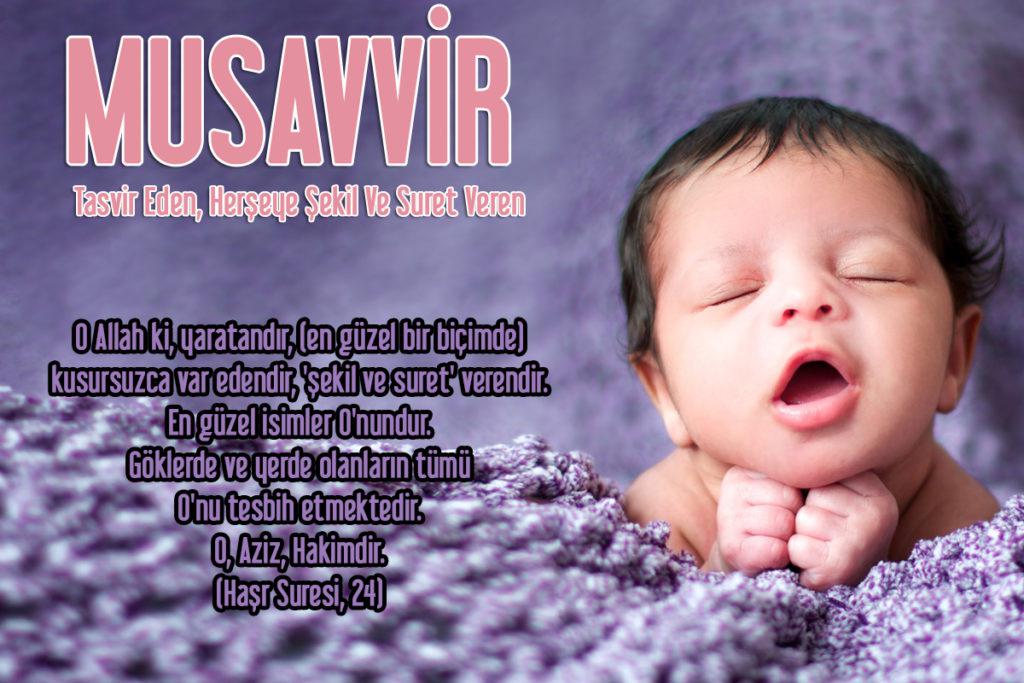 MUSAVVİR
Tasvir Eden, Herşeye Şekil Ve Suret Veren
O Allah ki, yaratandır, (en güzel bir biçimde)
kusursuzca var edendir, 'şekil ve suret' verendir.
En güzel isimler O'nundur.
Göklerde ve yerde olanların tümü
O'nu tesbih etmektedir.
O, Aziz, Hakimdir.
(Haşr Suresi, 24)